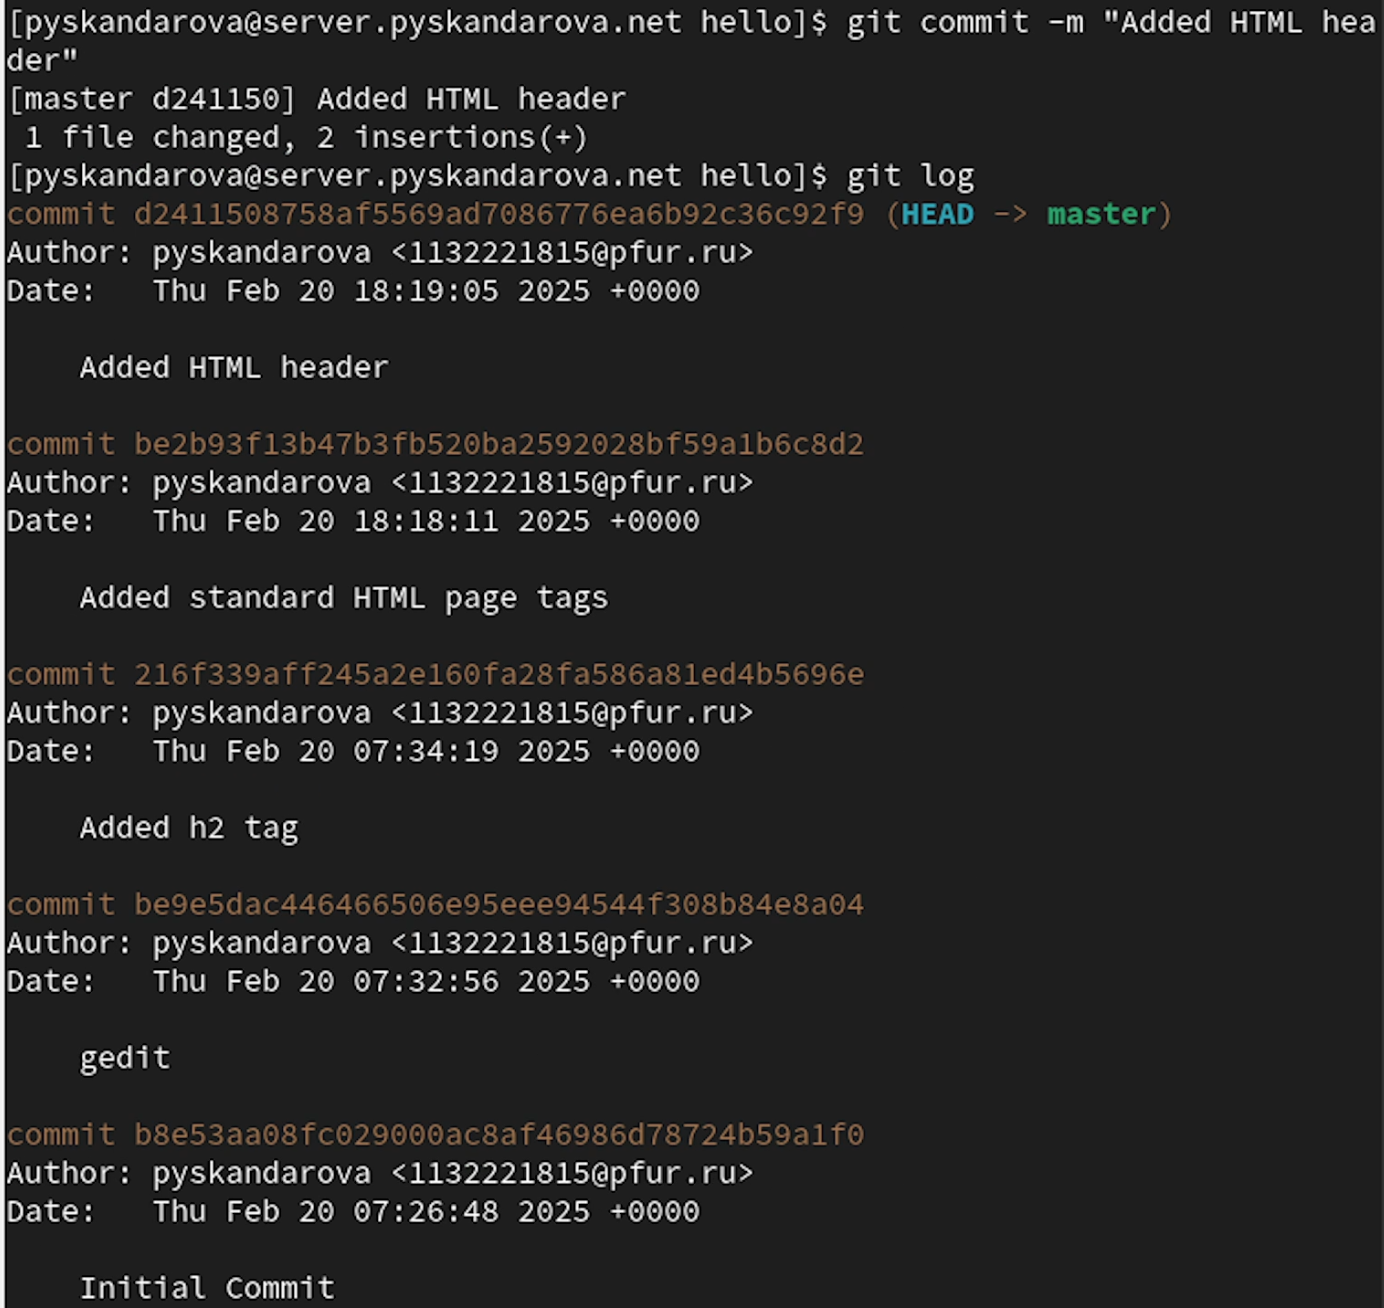 [pyskandarova@server.pyskandarova.net hello]$ git commit -m "Added HTML hea
der"
[master d241150] Added HTML header
 1 file changed, 2 insertions(+)
[pyskandarova@server.pyskandarova.net hello]$ git log
commit d2411508758af5569ad7086776ea6b92c36c92f9 (HEAD -> master)
Author: pyskandarova <1132221815@pfur.ru>
Date:   Thu Feb 20 18:19:05 2025 +0000

    Added HTML header

commit be2b93f13b47b3fb520ba2592028bf59a1b6c8d2
Author: pyskandarova <1132221815@pfur.ru>
Date:   Thu Feb 20 18:18:11 2025 +0000

    Added standard HTML page tags

commit 216f339aff245a2e160fa28fa586a81ed4b5696e
Author: pyskandarova <1132221815@pfur.ru>
Date:   Thu Feb 20 07:34:19 2025 +0000

    Added h2 tag

commit be9e5dac446466506e95eee94544f308b84e8a04
Author: pyskandarova <1132221815@pfur.ru>
Date:   Thu Feb 20 07:32:56 2025 +0000

    gedit

commit b8e53aa08fc029000ac8af46986d78724b59a1f0
Author: pyskandarova <1132221815@pfur.ru>
Date:   Thu Feb 20 07:26:48 2025 +0000

    Initial Commit